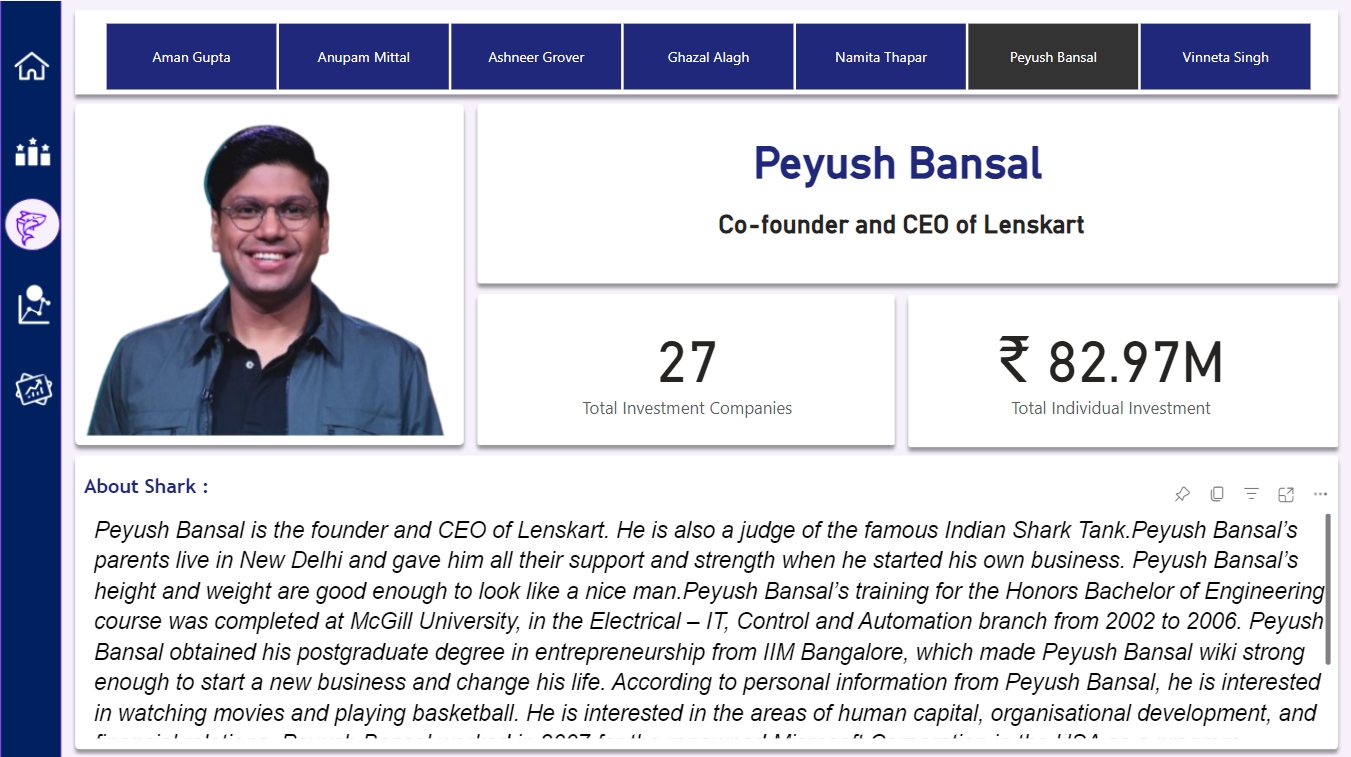 Aman Gupta
Anupam Mittal
Ashneer Grover
Ghazal Alagh
Namita Thapar
Peyush Bansal
Vinneta Singh
Peyush Bansal
Co-founder and CEO of Lenskart
27
Total Investment Companies
₹ 82.97M
Total Individual Investment
About Shark :
Peyush Bansal is the founder and CEO of Lenskart. He is also a judge of the famous Indian Shark Tank.Peyush Bansal’s
parents live in New Delhi and gave him all their support and strength when he started his own business. Peyush Bansal’s
height and weight are good enough to look like a nice man.Peyush Bansal’s training for the Honors Bachelor of Engineering
course was completed at McGill University, in the Electrical – IT, Control and Automation branch from 2002 to 2006. Peyush
Bansal obtained his postgraduate degree in entrepreneurship from IIM Bangalore, which made Peyush Bansal wiki strong
enough to start a new business and change his life. According to personal information from Peyush Bansal, he is interested
in watching movies and playing basketball. He is interested in the areas of human capital, organisational development, and